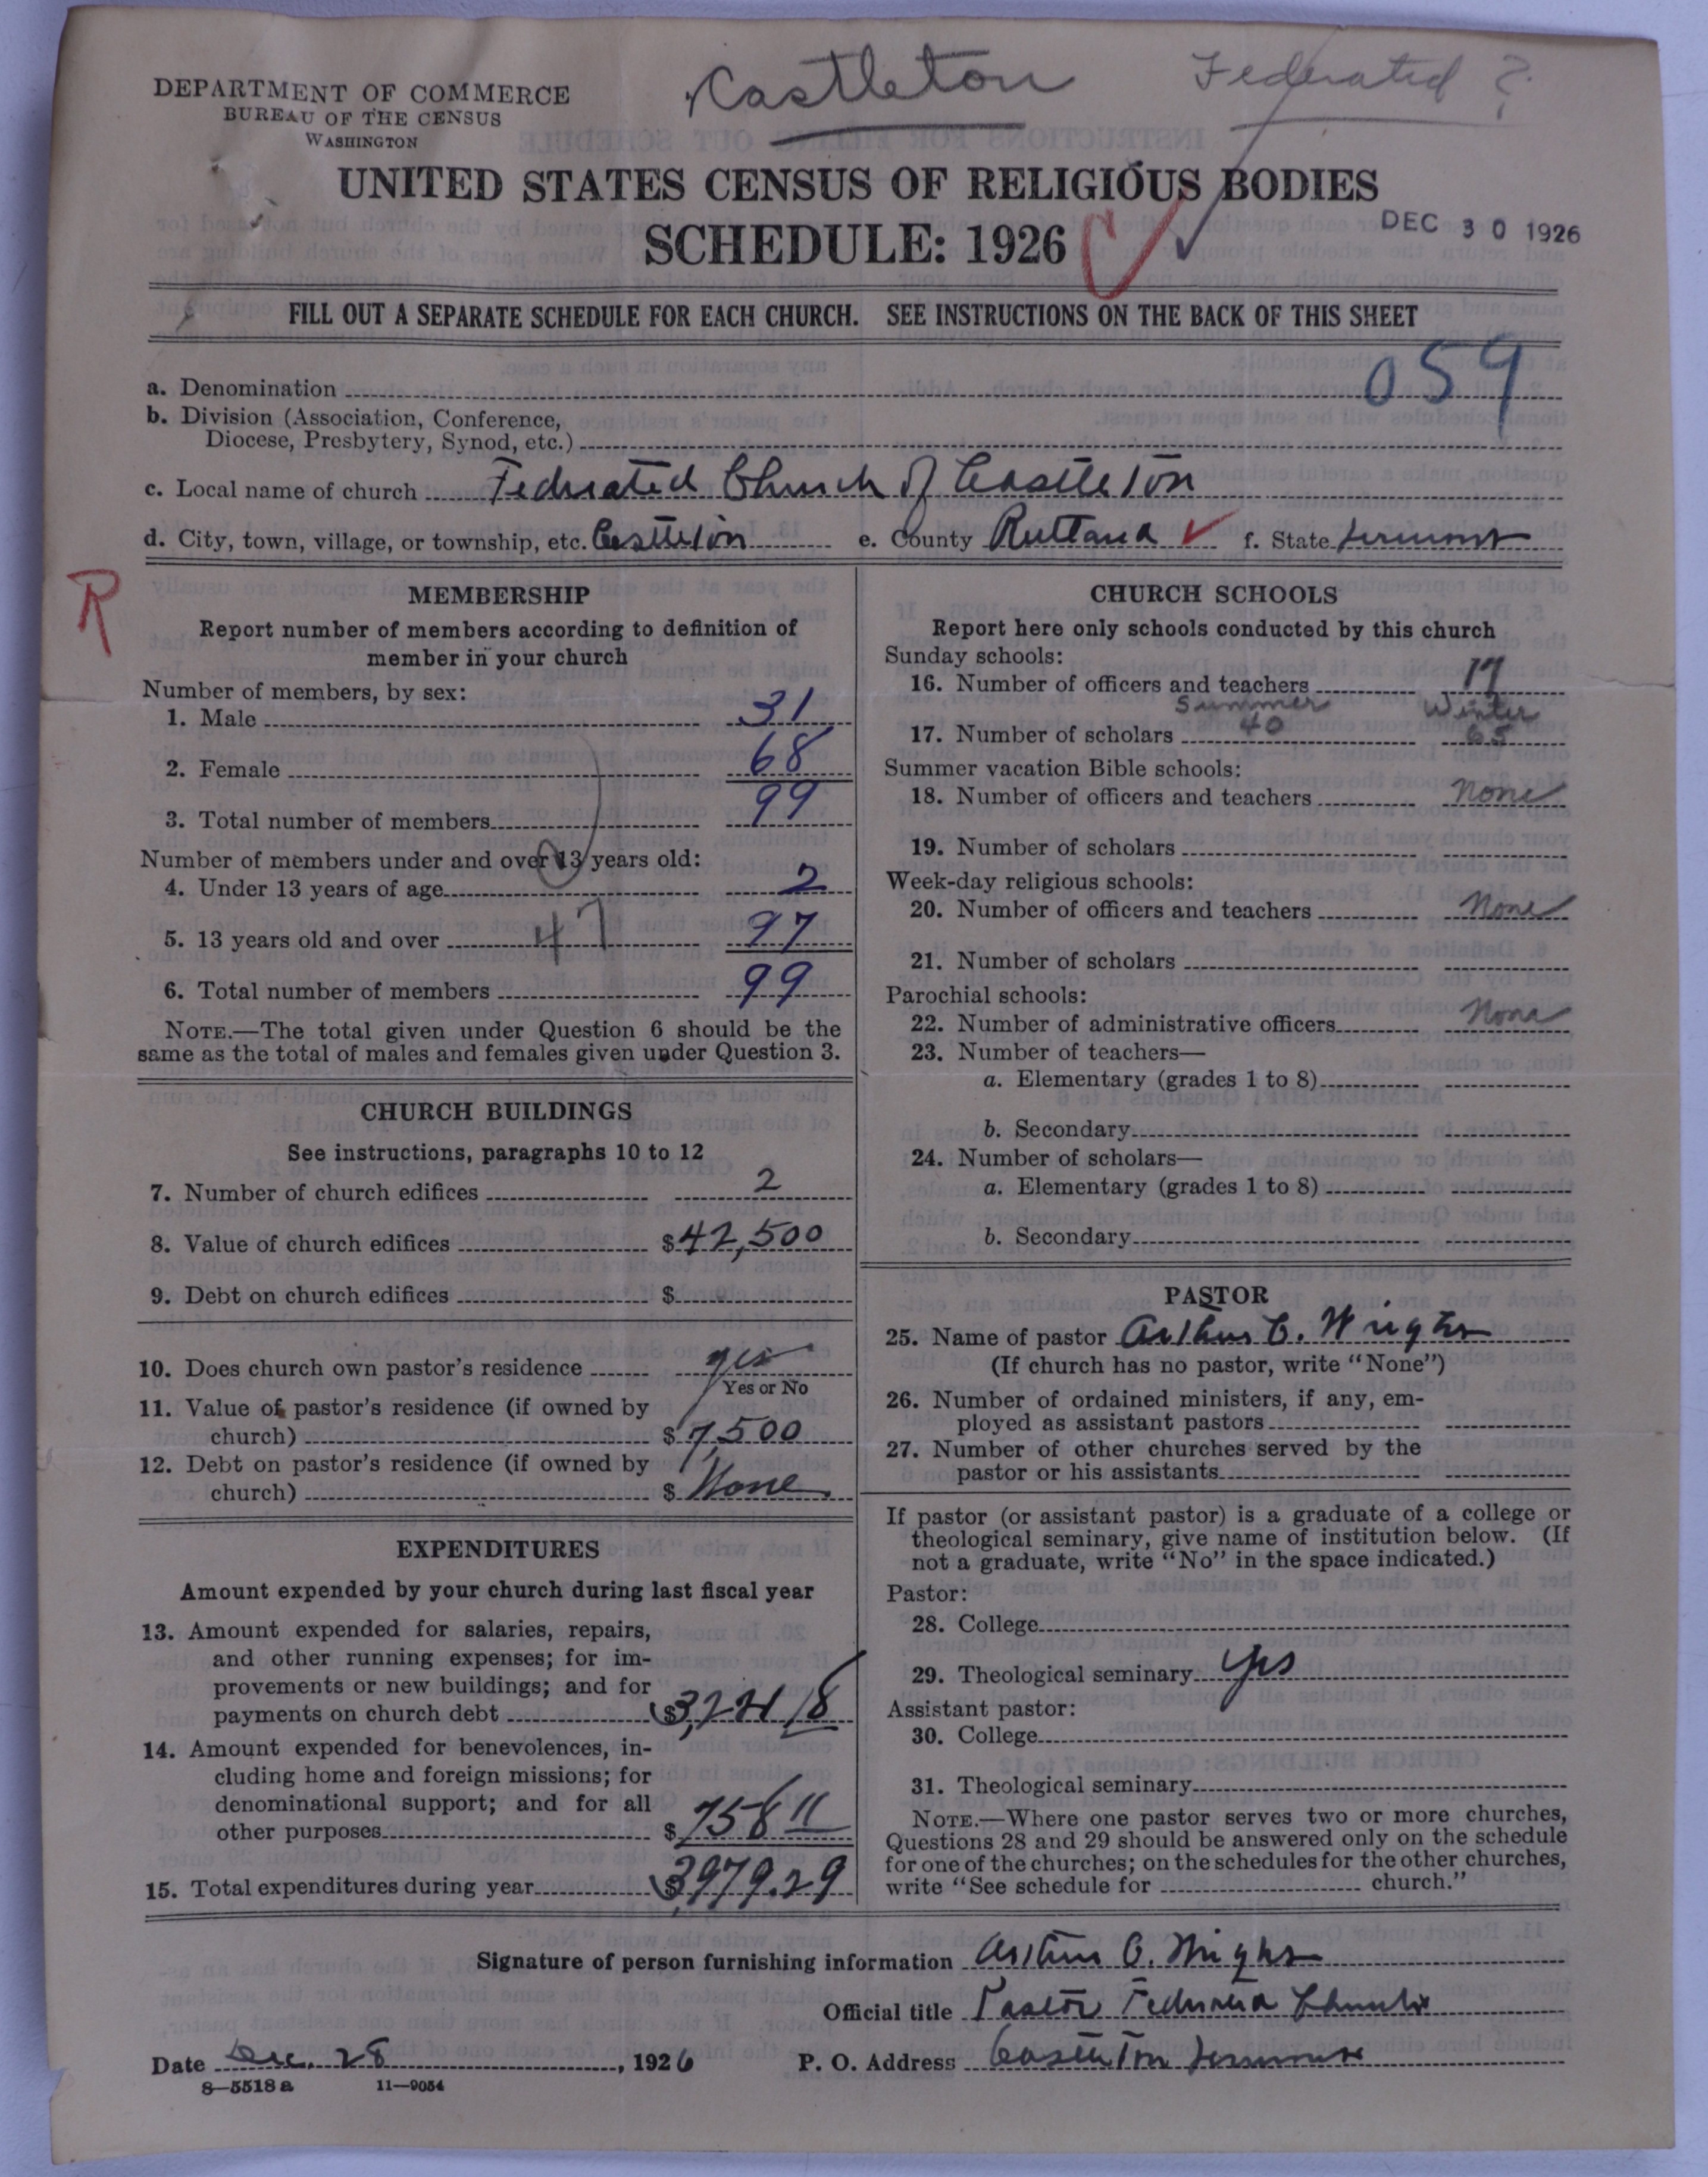 Castleton
Federated ?
DEPARTMENT OF COMMERCE
BUREAU OF THE CENSUS
WASHINGTON
UNITED STATES CENSUS OF RELIGIOUS BODIES
SCHEDULE: 1926
C
DEC 30 1926
FILL OUT A SEPARATE SCHEDULE FOR EACH CHURCH. SEE INSTRUCTIONS ON THE BACK OF THIS SHEET
059
a. Denomination
b. Division (Association, Conference,
Diocese, Presbytery, Synod, etc.)
c. Local name of church Federated Church of Castleton
d. City, town, village, or township, etc. Castleton e. County Rutland f. State Vermont
R
MEMBERSHIP
Report number of members according to definition of
member in your church
Number of members, by sex:
1. Male 31
2. Female 68
3. Total number of members 99
Number of members under and over 13 years old:
4. Under 13 years of age 2
5. 13 years old and over 47 97
6. Total number of members 99
NOTE.—The total given under Question 6 should be the
same as the total of males and females given under Question 3.
CHURCH BUILDINGS
See instructions, paragraphs 10 to 12
7. Number of church edifices 2
8. Value of church edifices $42,500
9. Debt on church edifices $
10. Does church own pastor's residence yes
Yes or No
11. Value of pastor's residence (if owned by
church) $7,500
12. Debt on pastor's residence (if owned by
church) $ None
EXPENDITURES
Amount expended by your church during last fiscal year
13. Amount expended for salaries, repairs,
and other running expenses; for im-
provements or new buildings; and for
payments on church debt $3,221 18
14. Amount expended for benevolences, in-
cluding home and foreign missions; for
denominational support; and for all
other purposes $758 11
15. Total expenditures during year $3979.29
CHURCH SCHOOLS
Report here only schools conducted by this church
Sunday schools:
16. Number of officers and teachers 17
Summer Winter
17. Number of scholars 40 65
Summer vacation Bible schools:
18. Number of officers and teachers None
19. Number of scholars
Week-day religious schools:
20. Number of officers and teachers None
21. Number of scholars
Parochial schools:
22. Number of administrative officers None
23. Number of teachers—
a. Elementary (grades 1 to 8)
b. Secondary
24. Number of scholars—
a. Elementary (grades 1 to 8)
b. Secondary
PASTOR
25. Name of pastor Arthur C. Wright
(If church has no pastor, write "None")
26. Number of ordained ministers, if any, em-
ployed as assistant pastors
27. Number of other churches served by the
pastor or his assistants
If pastor (or assistant pastor) is a graduate of a college or
theological seminary, give name of institution below. (If
not a graduate, write "No" in the space indicated.)
Pastor:
28. College
29. Theological seminary yes
Assistant pastor:
30. College
31. Theological seminary
NOTE.—Where one pastor serves two or more churches,
Questions 28 and 29 should be answered only on the schedule
for one of the churches; on the schedules for the other churches,
write "See schedule for church."
Signature of person furnishing information Arthur C. Wright
Official title Pastor Federated Church
Date Dec. 28, 1926 P. O. Address Castleton Vermont
8—5518 a 11—9054